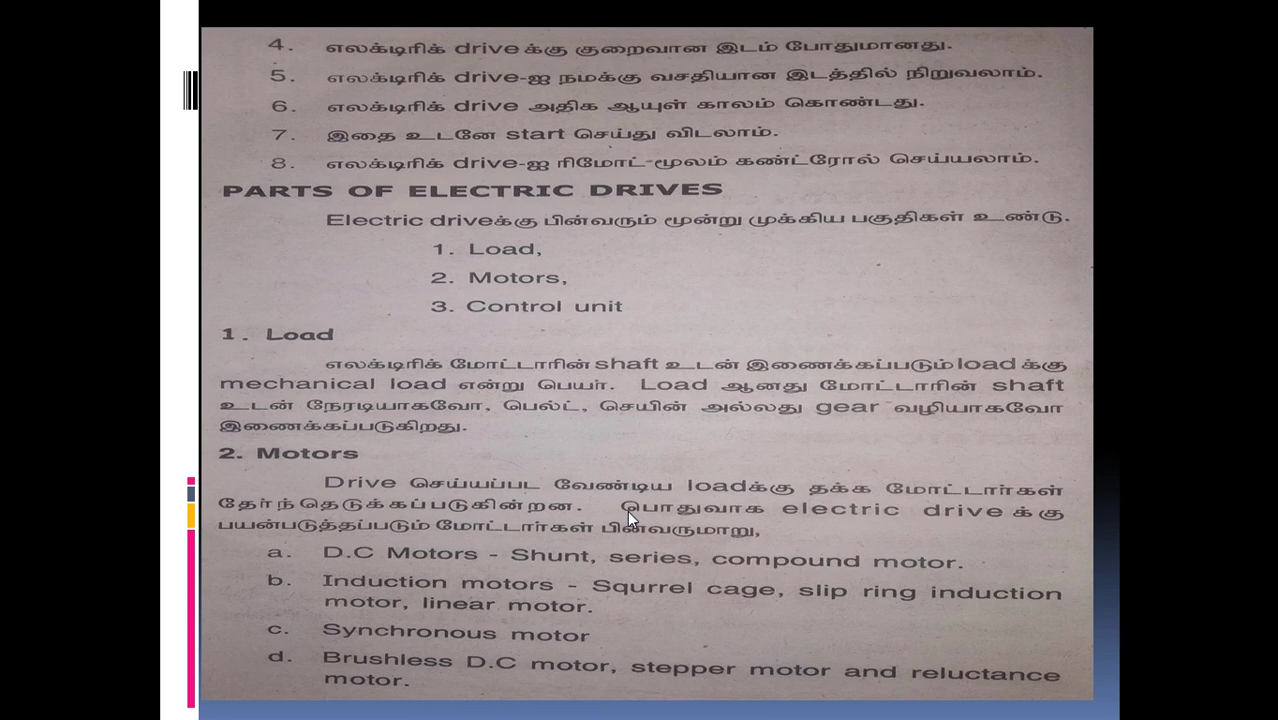 4. எலக்டிரிக் driveக்கு குறைவான இடம் போதுமானது.
5. எலக்டிரிக் drive-ஐ நமக்கு வசதியான இடத்தில் நிறுவலாம்.
6. எலக்டிரிக் drive அதிக ஆயுள் காலம் கொண்டது.
7. இதை உடனே start செய்து விடலாம்.
8. எலக்டிரிக் drive-ஐ ரிமோட் மூலம் கண்ட்ரோல் செய்யலாம்.
PARTS OF ELECTRIC DRIVES
Electric driveக்கு பின்வரும் மூன்று முக்கிய பகுதிகள் உண்டு.
1. Load,
2. Motors,
3. Control unit
1. Load
எலக்டிரிக் மோட்டாரின் shaft உடன் இணைக்கப்படும் loadக்கு
mechanical load என்று பெயர். Load ஆனது மோட்டாரின் shaft
உடன் நேரடியாகவோ, பெல்ட், செயின் அல்லது gear வழியாகவோ
இணைக்கப்படுகிறது.
2. Motors
Drive செய்யப்பட வேண்டிய loadக்கு தக்க மோட்டார்கள்
தேர்ந்தெடுக்கப்படுகின்றன. பொதுவாக electric driveக்கு
பயன்படுத்தப்படும் மோட்டார்கள் பின்வருமாறு,
a. D.C Motors - Shunt, series, compound motor.
b. Induction motors - Squrrel cage, slip ring induction
motor, linear motor.
c. Synchronous motor
d. Brushless D.C motor, stepper motor and reluctance
motor.